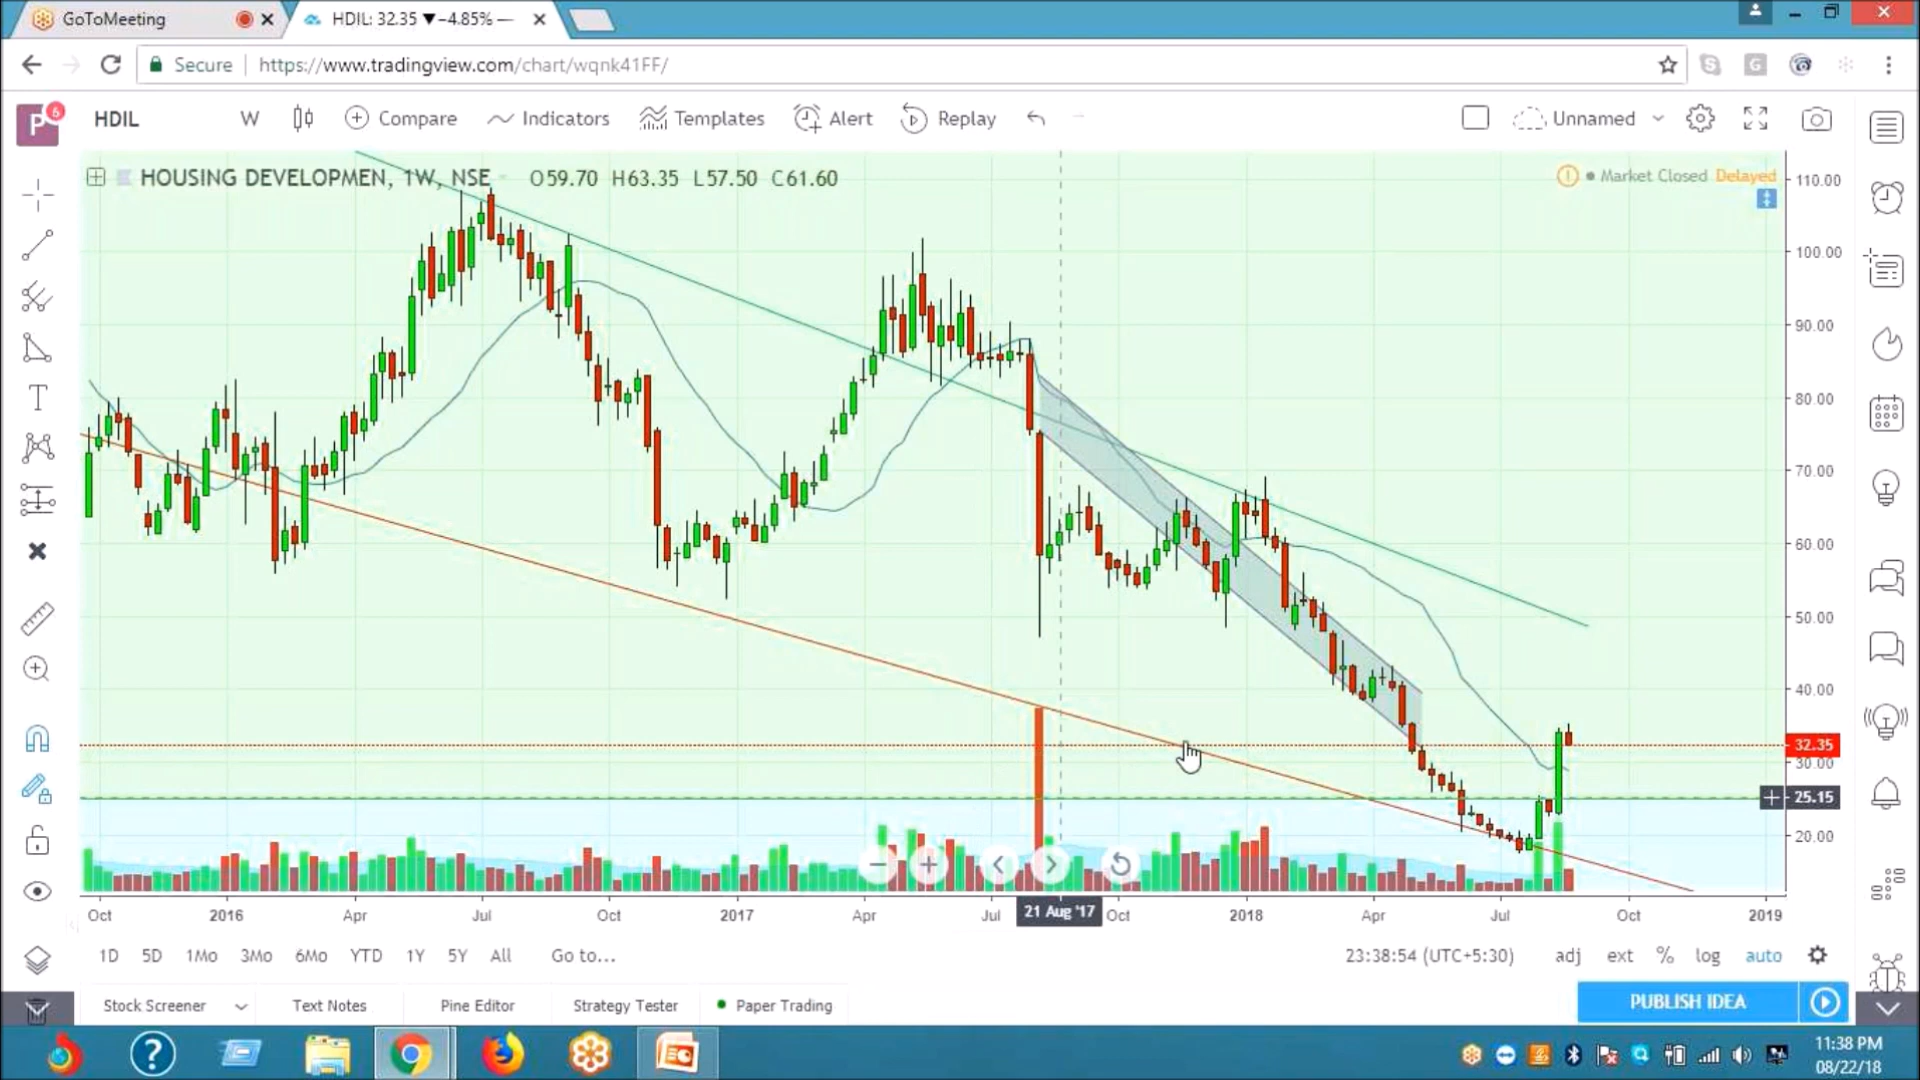 GoToMeeting
HDIL: 32.35 ▼−4.85% —
Secure
https://www.tradingview.com/chart/wqnk41FF/
P 6
HDIL W Compare Indicators Templates Alert Replay Unnamed
HOUSING DEVELOPMEN, 1W, NSE O59.70 H63.35 L57.50 C61.60
Market Closed Delayed
110.00
100.00
90.00
80.00
70.00
60.00
50.00
40.00
32.35
30.00
25.15
20.00
Oct 2016 Apr Jul Oct 2017 Apr Jul 21 Aug '17 Oct 2018 Apr Jul Oct 2019
1D 5D 1Mo 3Mo 6Mo YTD 1Y 5Y All Go to... 23:38:54 (UTC+5:30) adj ext % log auto
Stock Screener Text Notes Pine Editor Strategy Tester Paper Trading PUBLISH IDEA
11:38 PM
08/22/18